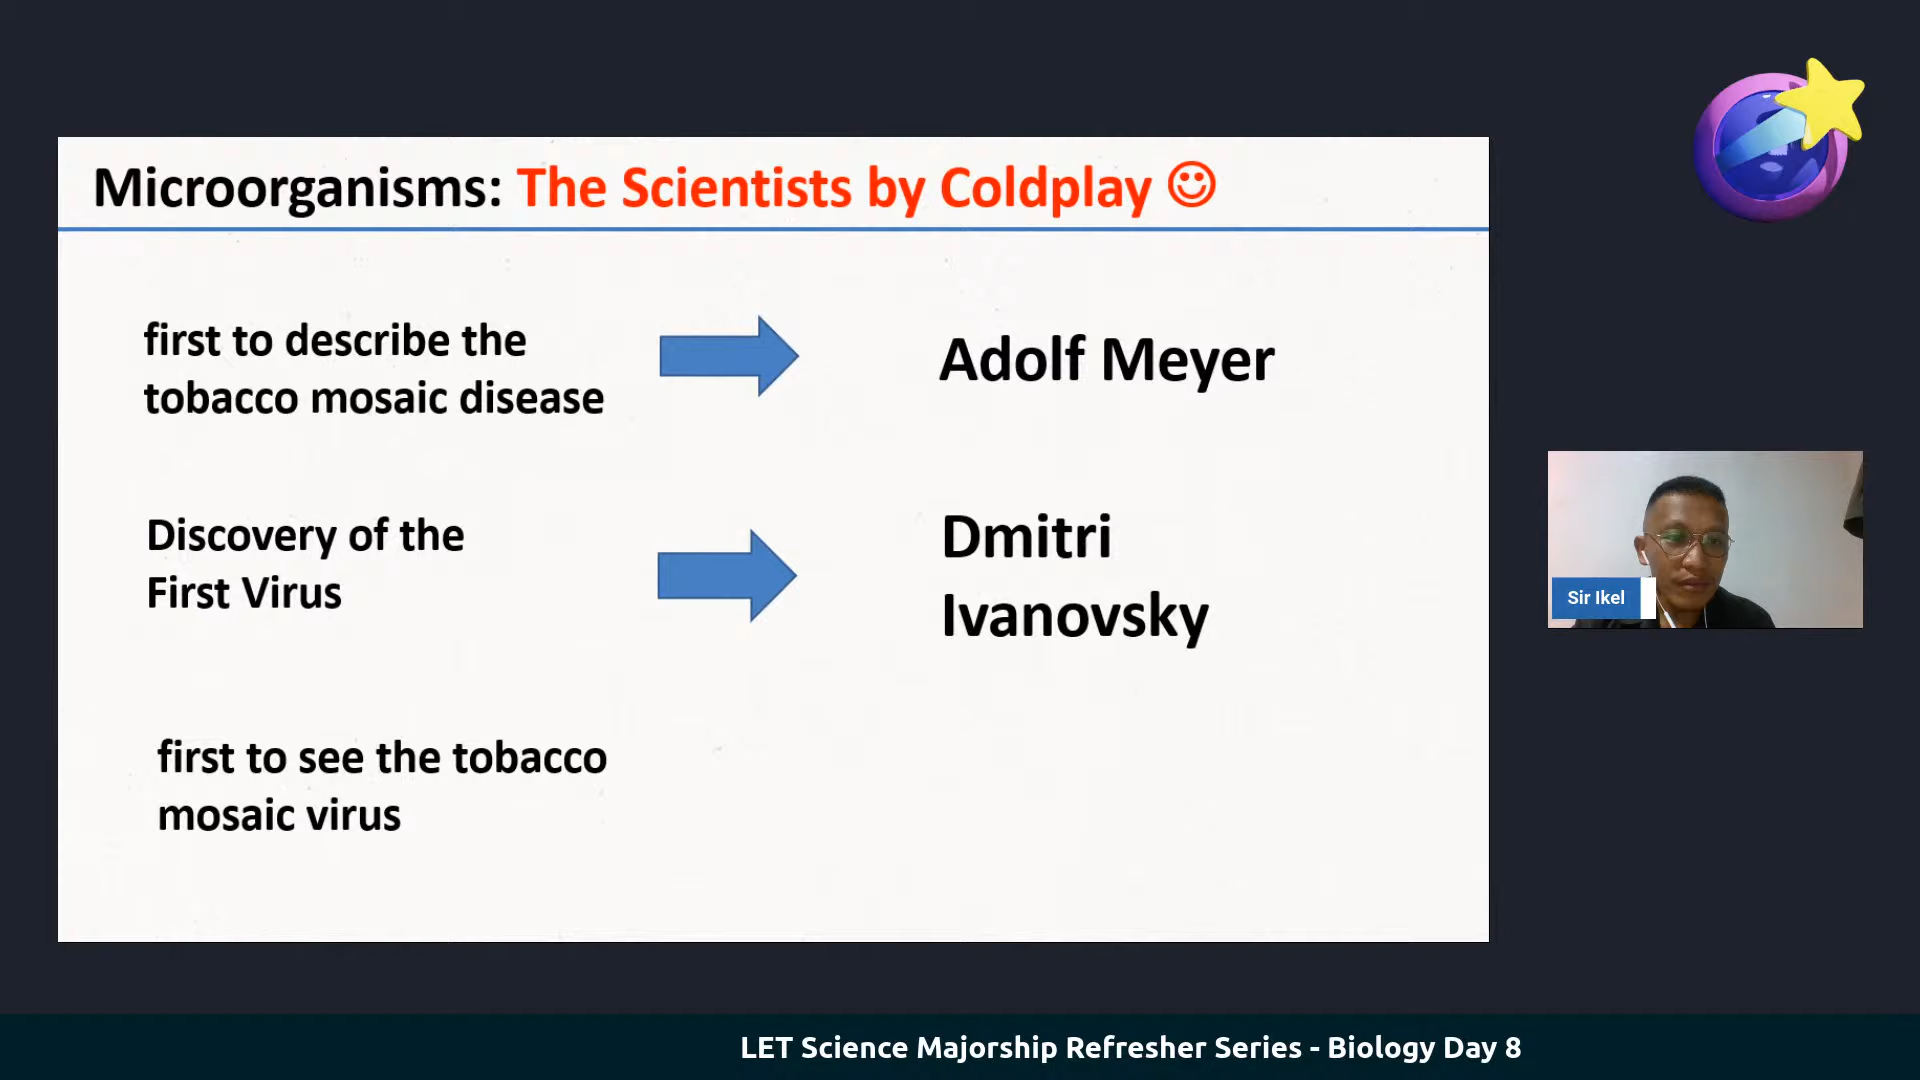 Microorganisms: The Scientists by Coldplay ☺
first to describe the
tobacco mosaic disease
Adolf Meyer
Discovery of the
First Virus
Dmitri
Ivanovsky
first to see the tobacco
mosaic virus
Sir Ikel
LET Science Majorship Refresher Series - Biology Day 8